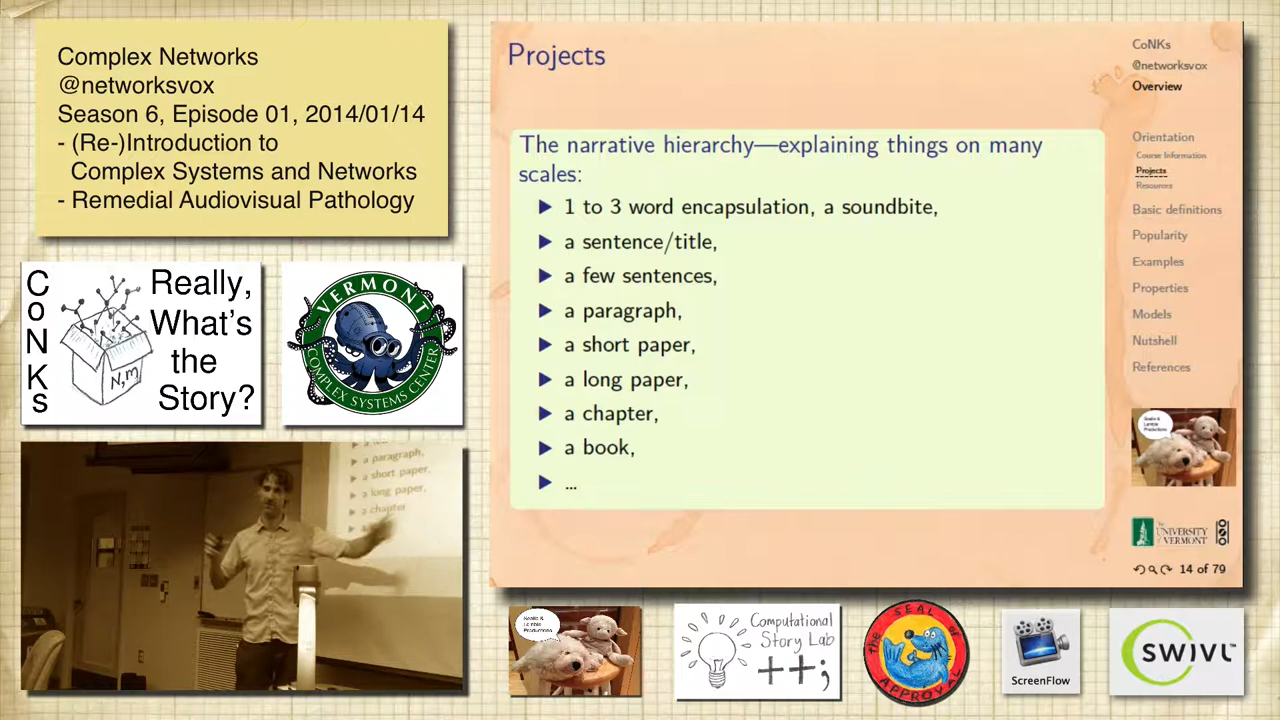 Complex Networks
@networksvox
Season 6, Episode 01, 2014/01/14
- (Re-)Introduction to
Complex Systems and Networks
- Remedial Audiovisual Pathology
CoNKs
Really,
What's
the
Story?
N,m
VERMONT
COMPLEX SYSTEMS CENTER
a paragraph,
a short paper,
a long paper,
a chapter
Projects
The narrative hierarchy—explaining things on many
scales:
1 to 3 word encapsulation, a soundbite,
a sentence/title,
a few sentences,
a paragraph,
a short paper,
a long paper,
a chapter,
a book,
...
CoNKs
@networksvox
Overview
Orientation
Course Information
Projects
Resources
Basic definitions
Popularity
Examples
Properties
Models
Nutshell
References
The
UNIVERSITY
of VERMONT
14 of 79
Computational
Story Lab
++;
the SEAL of
APPROVAL
ScreenFlow
SWIVL